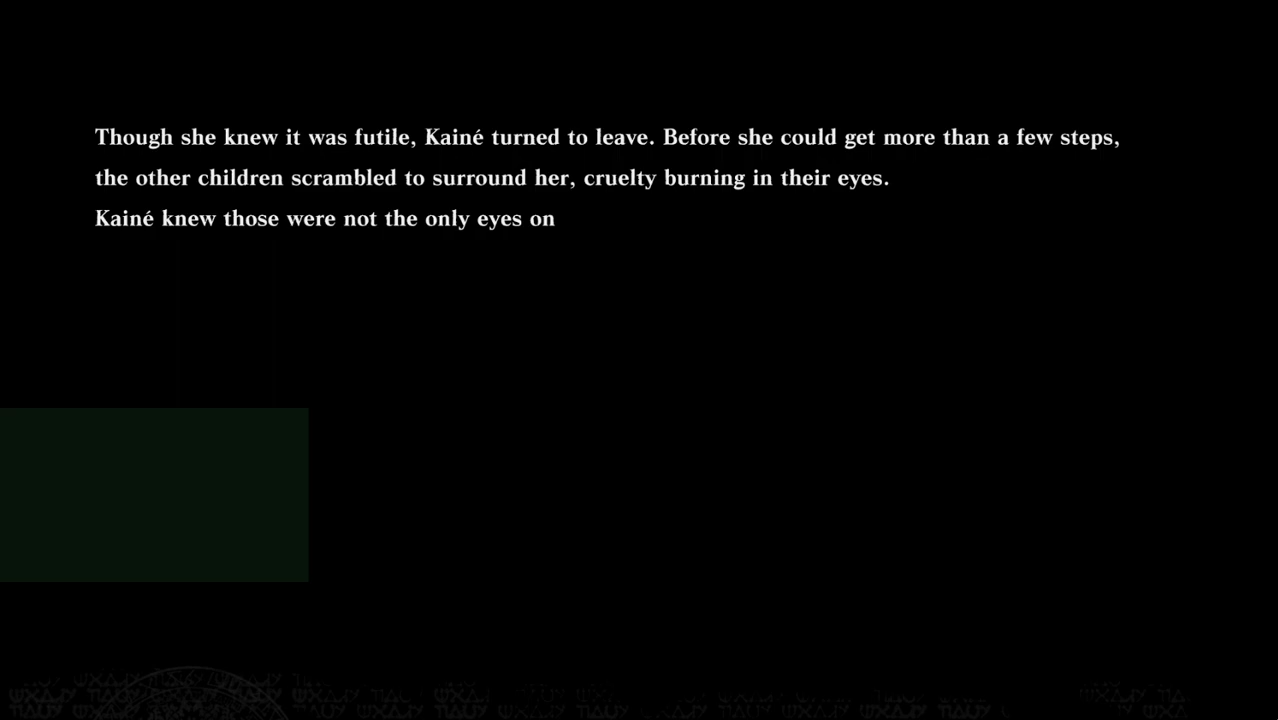 Though she knew it was futile, Kainé turned to leave. Before she could get more than a few steps,
the other children scrambled to surround her, cruelty burning in their eyes.
Kainé knew those were not the only eyes on